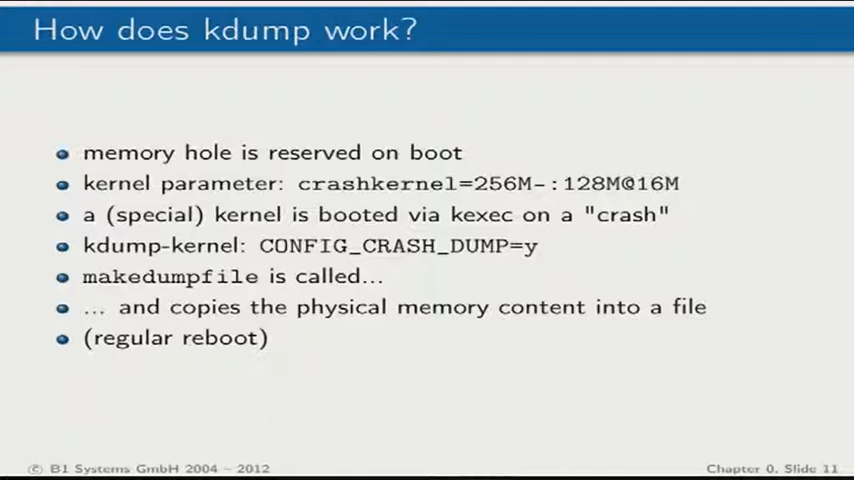 How does kdump work?
memory hole is reserved on boot
kernel parameter: crashkernel=256M-:128M@16M
a (special) kernel is booted via kexec on a "crash"
kdump-kernel: CONFIG_CRASH_DUMP=y
makedumpfile is called...
... and copies the physical memory content into a file
(regular reboot)
© B1 Systems GmbH 2004 – 2012
Chapter 0, Slide 11